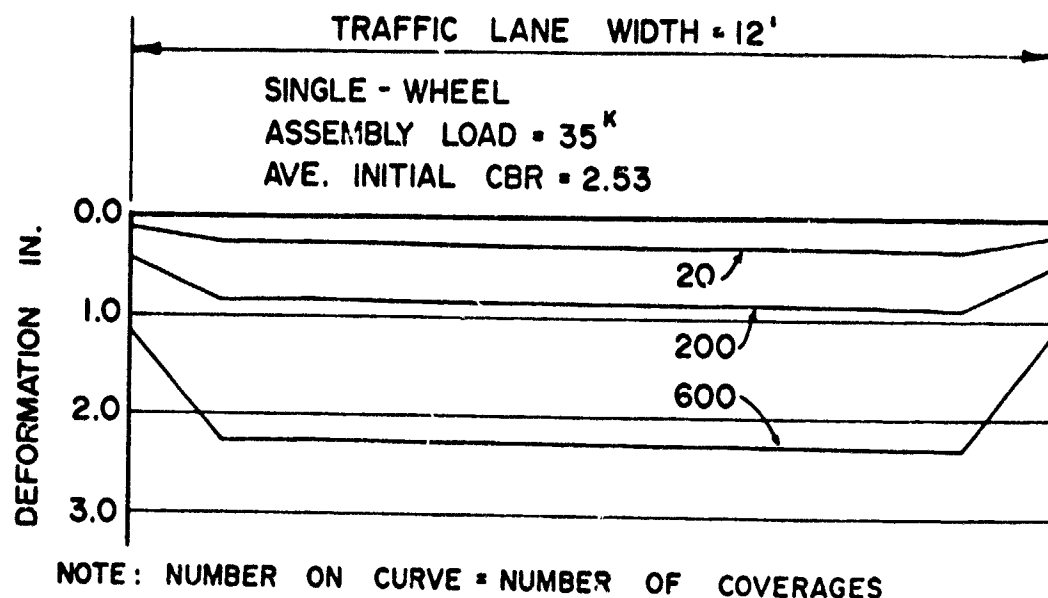 TRAFFIC LANE WIDTH = 12'
SINGLE - WHEEL
ASSEMBLY LOAD = 35K
AVE. INITIAL CBR = 2.53
0.0
1.0
2.0
3.0
DEFORMATION IN.
20
200
600
NOTE: NUMBER ON CURVE = NUMBER OF COVERAGES